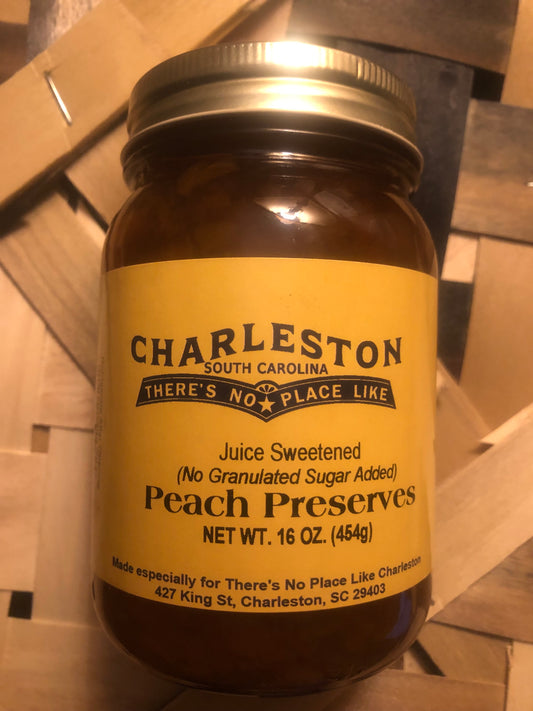 CHARLESTON
SOUTH CAROLINA
THERE'S NO PLACE LIKE
Juice Sweetened
(No Granulated Sugar Added)
Peach Preserves
NET WT. 16 OZ. (454g)
Made especially for There's No Place Like Charleston
427 King St, Charleston, SC 29403